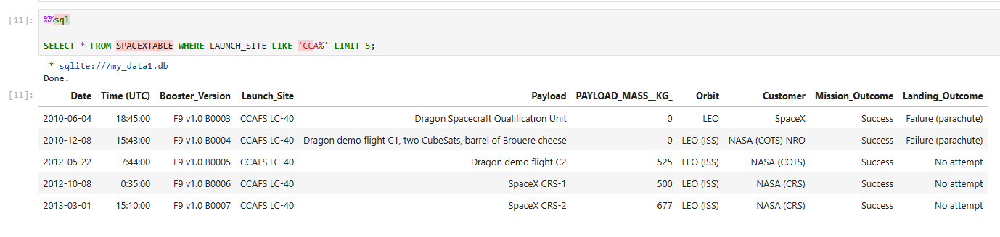 [11]: %%sql
SELECT * FROM SPACEXTABLE WHERE LAUNCH_SITE LIKE 'CCA%' LIMIT 5;
* sqlite:///my_data1.db
Done.
[11]: Date Time (UTC) Booster_Version Launch_Site Payload PAYLOAD_MASS__KG_ Orbit Customer Mission_Outcome Landing_Outcome
2010-06-04 18:45:00 F9 v1.0 B0003 CCAFS LC-40 Dragon Spacecraft Qualification Unit 0 LEO SpaceX Success Failure (parachute)
2010-12-08 15:43:00 F9 v1.0 B0004 CCAFS LC-40 Dragon demo flight C1, two CubeSats, barrel of Brouere cheese 0 LEO (ISS) NASA (COTS) NRO Success Failure (parachute)
2012-05-22 7:44:00 F9 v1.0 B0005 CCAFS LC-40 Dragon demo flight C2 525 LEO (ISS) NASA (COTS) Success No attempt
2012-10-08 0:35:00 F9 v1.0 B0006 CCAFS LC-40 SpaceX CRS-1 500 LEO (ISS) NASA (CRS) Success No attempt
2013-03-01 15:10:00 F9 v1.0 B0007 CCAFS LC-40 SpaceX CRS-2 677 LEO (ISS) NASA (CRS) Success No attempt